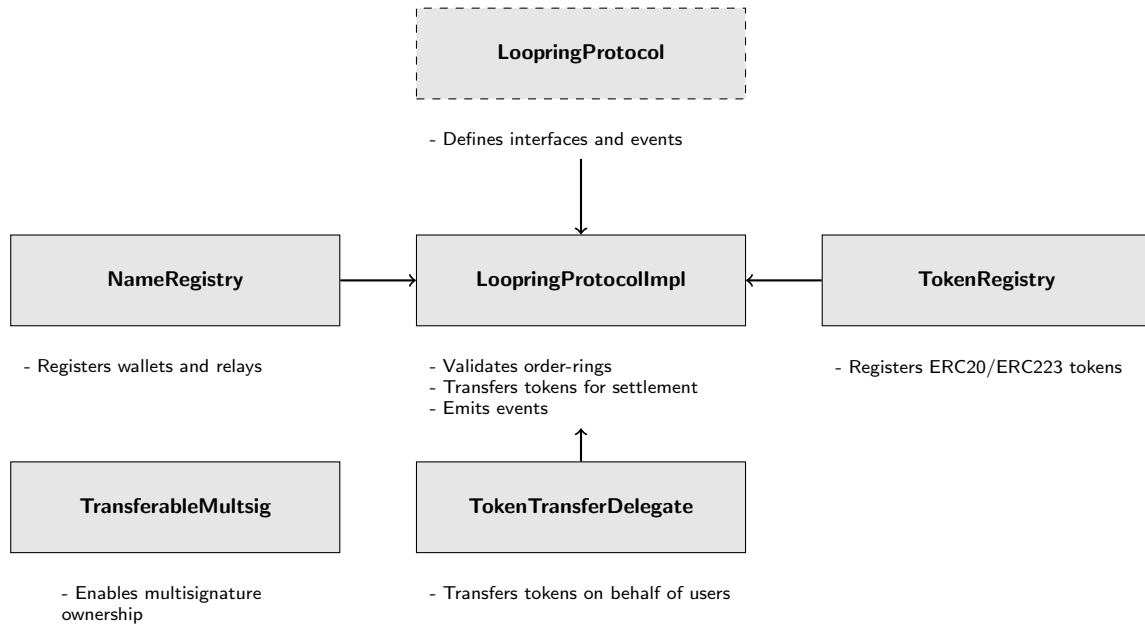 LoopringProtocol
- Defines interfaces and events
NameRegistry
LoopringProtocolImpl
TokenRegistry
- Registers wallets and relays
- Validates order-rings
- Transfers tokens for settlement
- Emits events
- Registers ERC20/ERC223 tokens
TransferableMultsig
TokenTransferDelegate
- Enables multisignature
ownership
- Transfers tokens on behalf of users